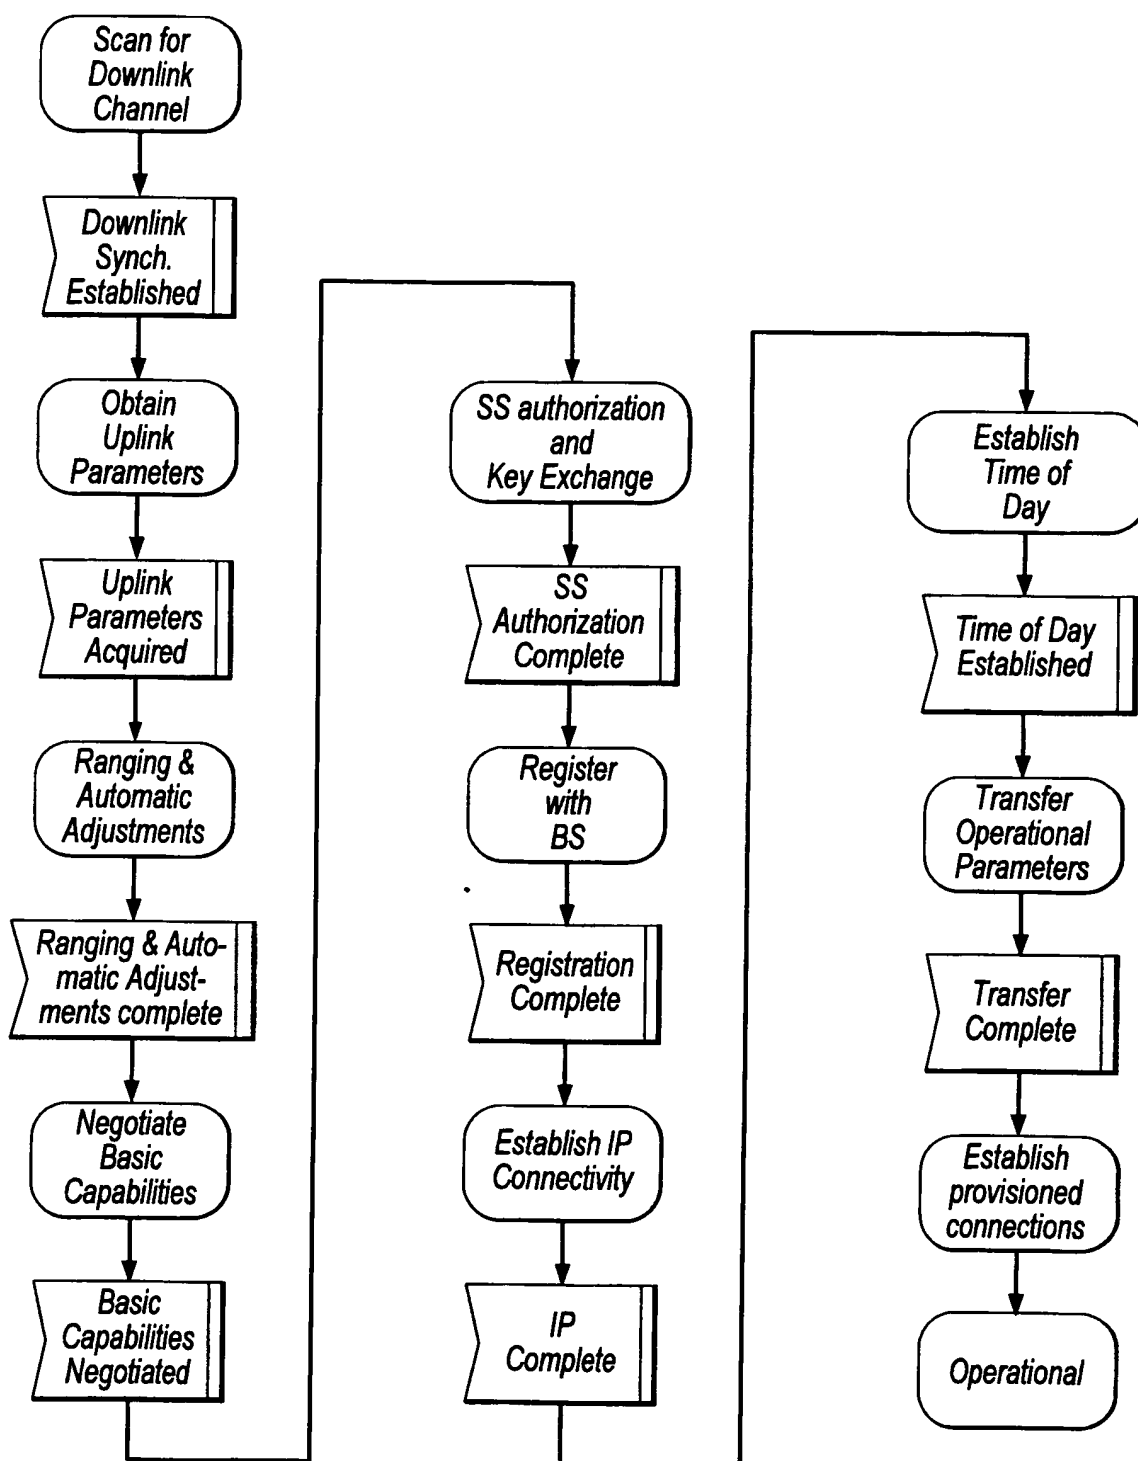 Scan for
Downlink
Channel
Downlink
Synch.
Established
Obtain
Uplink
Parameters
Uplink
Parameters
Acquired
Ranging &
Automatic
Adjustments
Ranging & Auto-
matic Adjust-
ments complete
Negotiate
Basic
Capabilities
Basic
Capabilities
Negotiated
SS authorization
and
Key Exchange
SS
Authorization
Complete
Register
with
BS
Registration
Complete
Establish IP
Connectivity
IP
Complete
Establish
Time of
Day
Time of Day
Established
Transfer
Operational
Parameters
Transfer
Complete
Establish
provisioned
connections
Operational